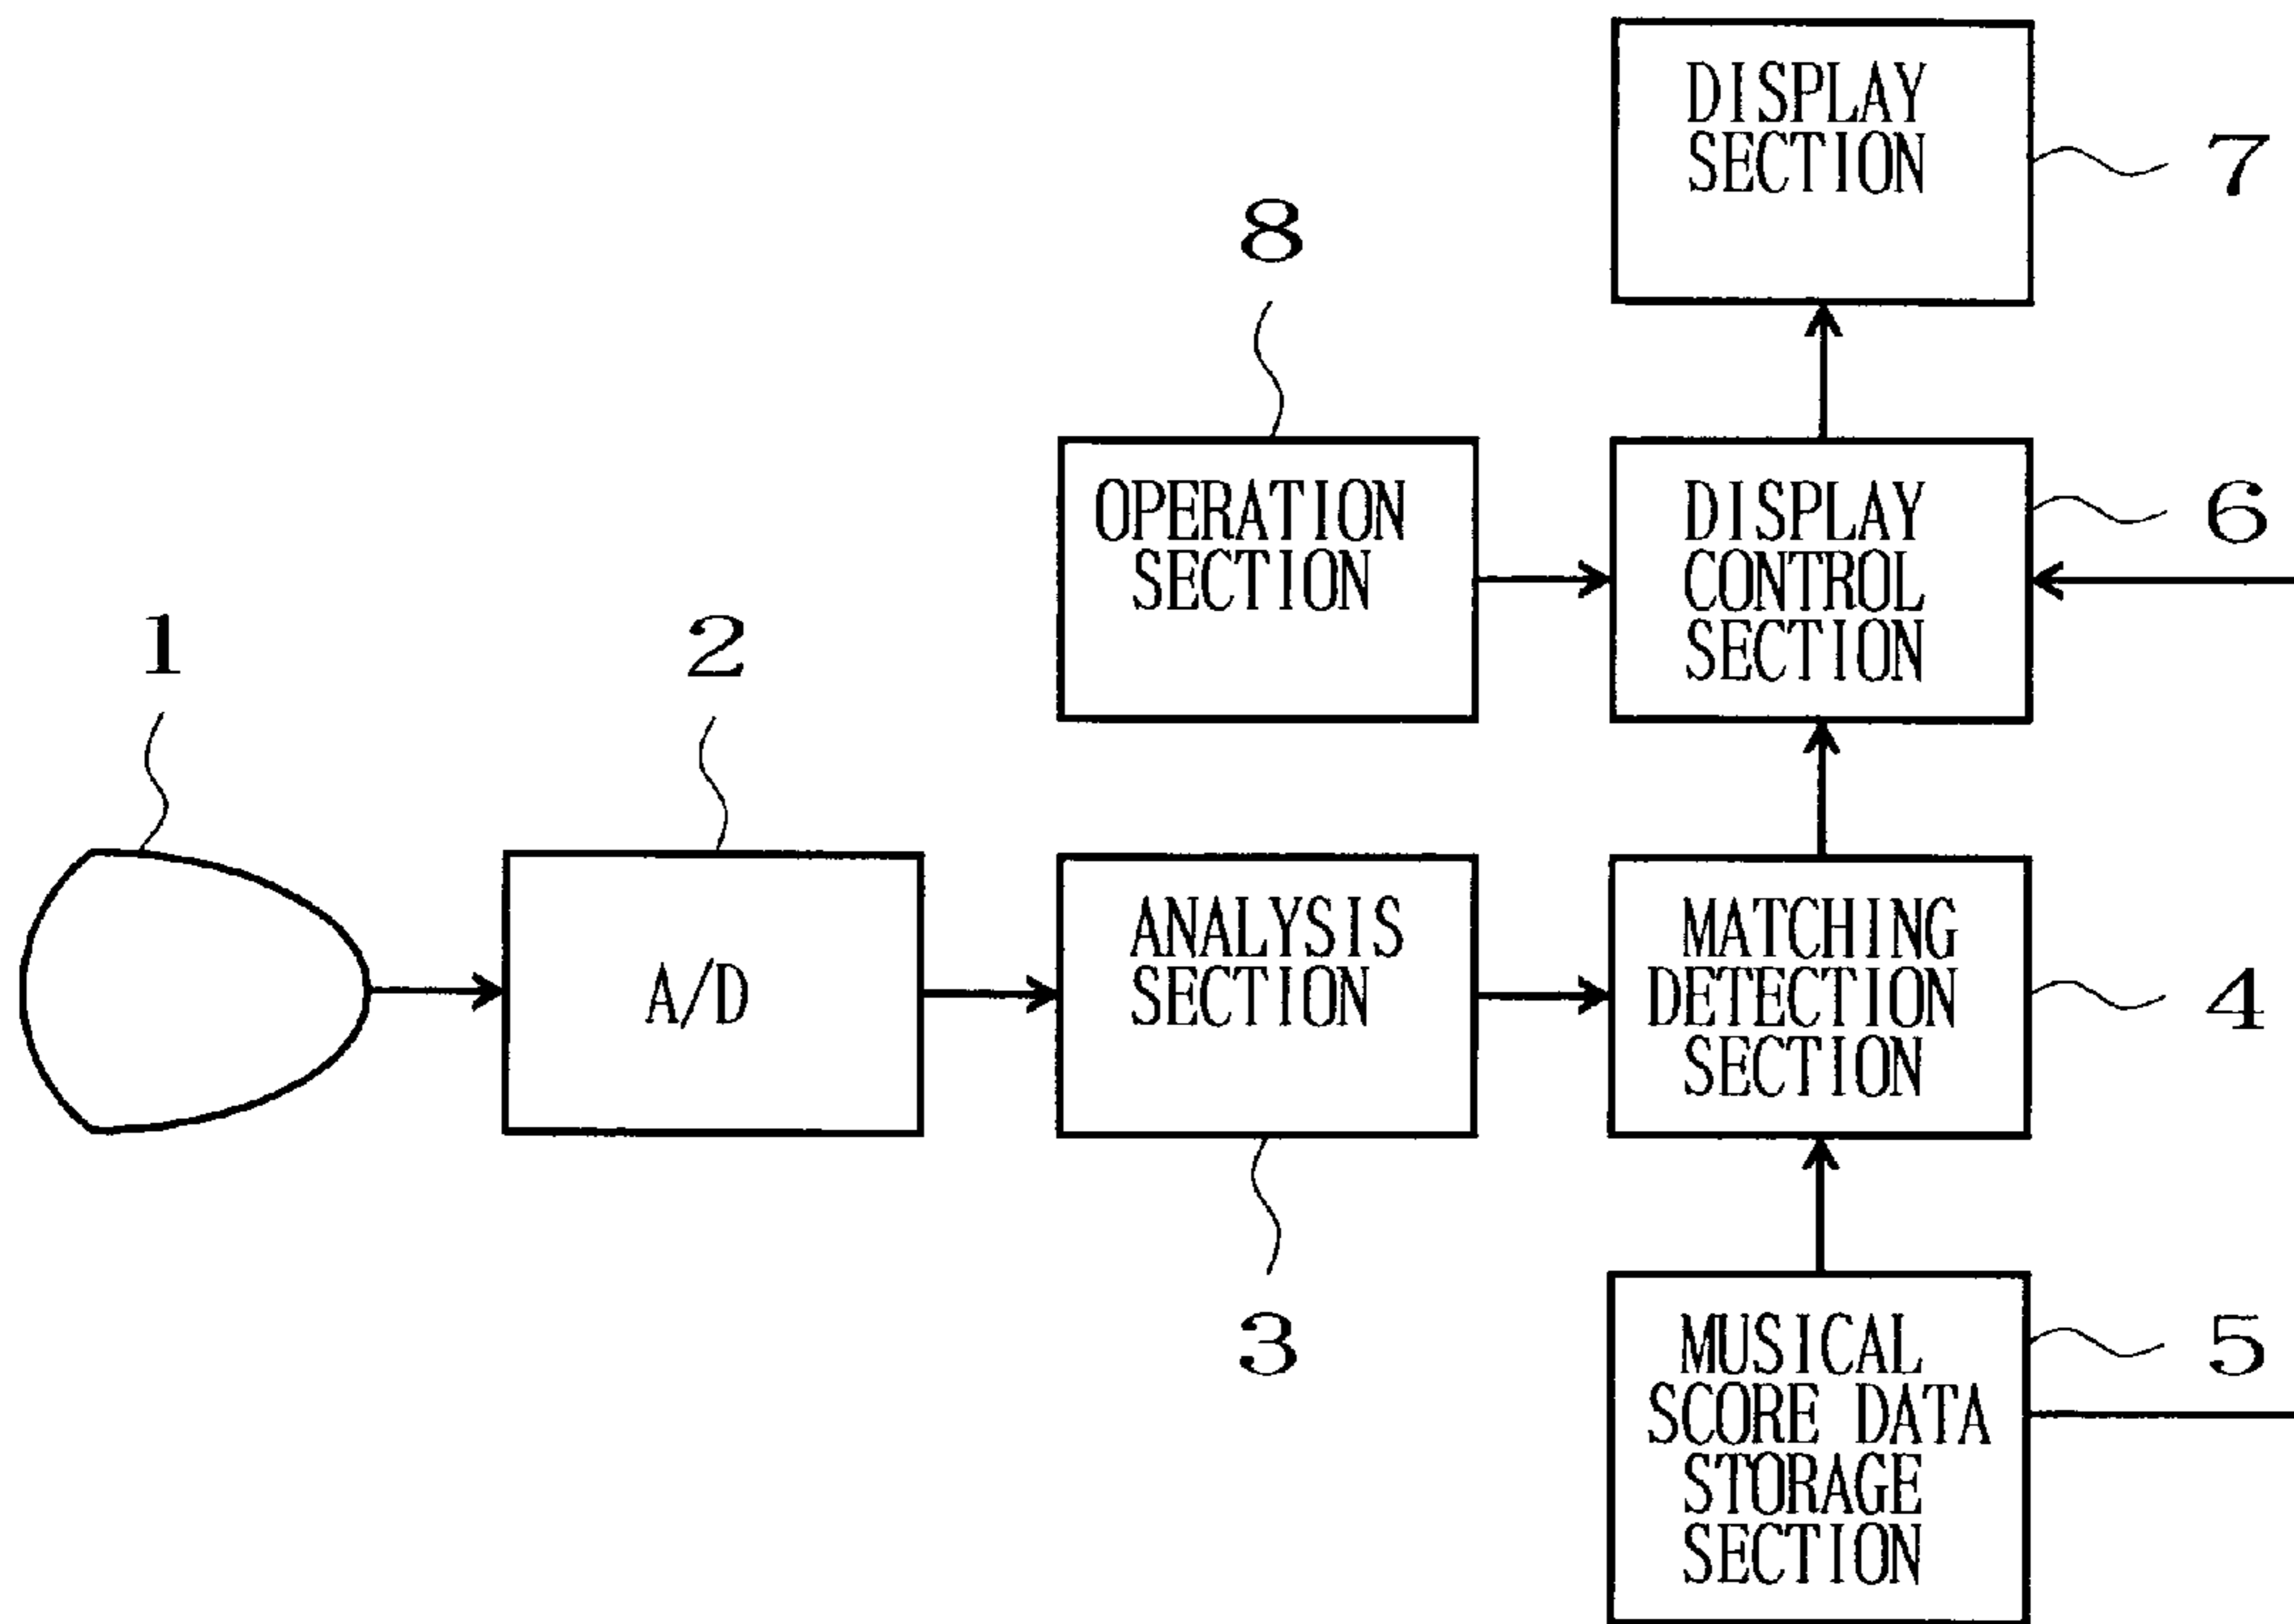 DISPLAY
SECTION
7
8
OPERATION
SECTION
DISPLAY
CONTROL
SECTION
6
1
2
A/D
ANALYSIS
SECTION
MATCHING
DETECTION
SECTION
4
3
MUSICAL
SCORE DATA
STORAGE
SECTION
5